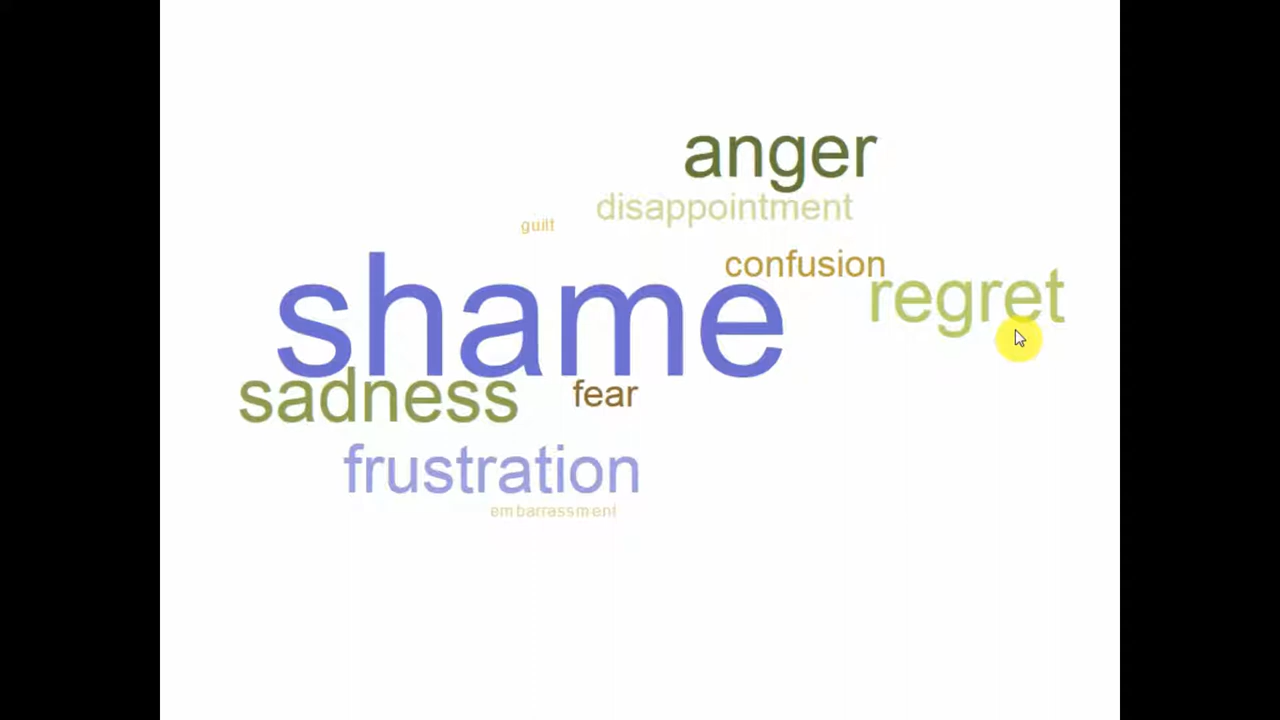 anger
disappointment
guilt
confusion
regret
shame
sadness
fear
frustration
embarrassment